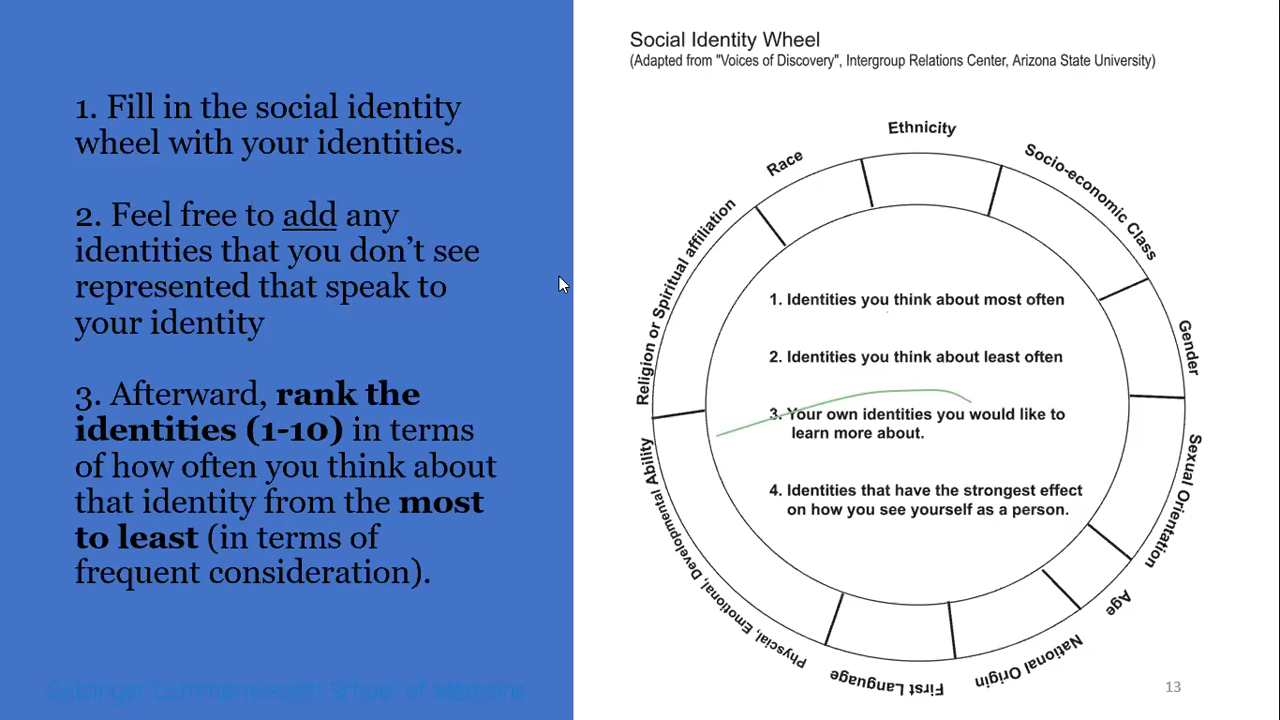 1. Fill in the social identity
wheel with your identities.
2. Feel free to add any
identities that you don’t see
represented that speak to
your identity
3. Afterward, rank the
identities (1-10) in terms
of how often you think about
that identity from the most
to least (in terms of
frequent consideration).
Geisinger Commonwealth School of Medicine
Social Identity Wheel
(Adapted from "Voices of Discovery", Intergroup Relations Center, Arizona State University)
Ethnicity
Socio-economic Class
Gender
Sexual Orientation
Age
National Origin
First Language
Physcial, Emotional, Developmental Ability
Religion or Spiritual affiliation
Race
1. Identities you think about most often
2. Identities you think about least often
3. Your own identities you would like to
learn more about.
4. Identities that have the strongest effect
on how you see yourself as a person.
13